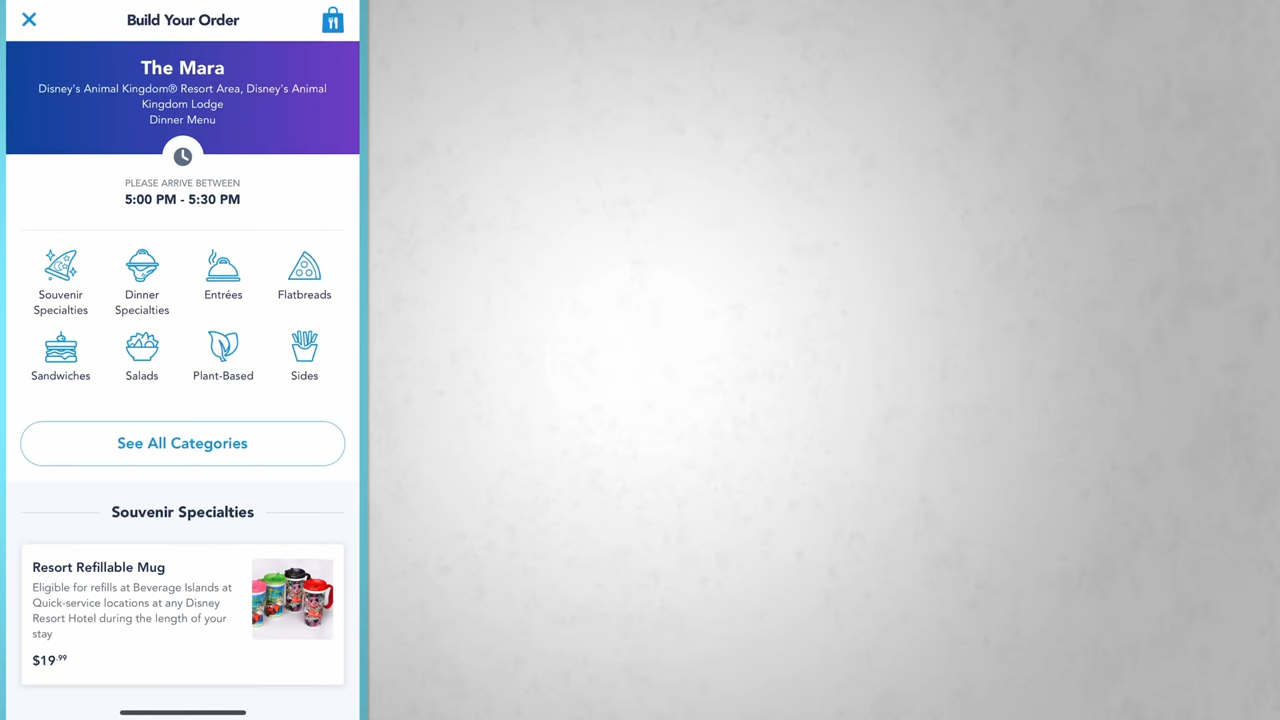 Build Your Order
The Mara
Disney's Animal Kingdom® Resort Area, Disney's Animal
Kingdom Lodge
Dinner Menu
PLEASE ARRIVE BETWEEN
5:00 PM - 5:30 PM
Souvenir
Specialties
Dinner
Specialties
Entrées
Flatbreads
Sandwiches
Salads
Plant-Based
Sides
See All Categories
Souvenir Specialties
Resort Refillable Mug
Eligible for refills at Beverage Islands at
Quick-service locations at any Disney
Resort Hotel during the length of your
stay
$19.99